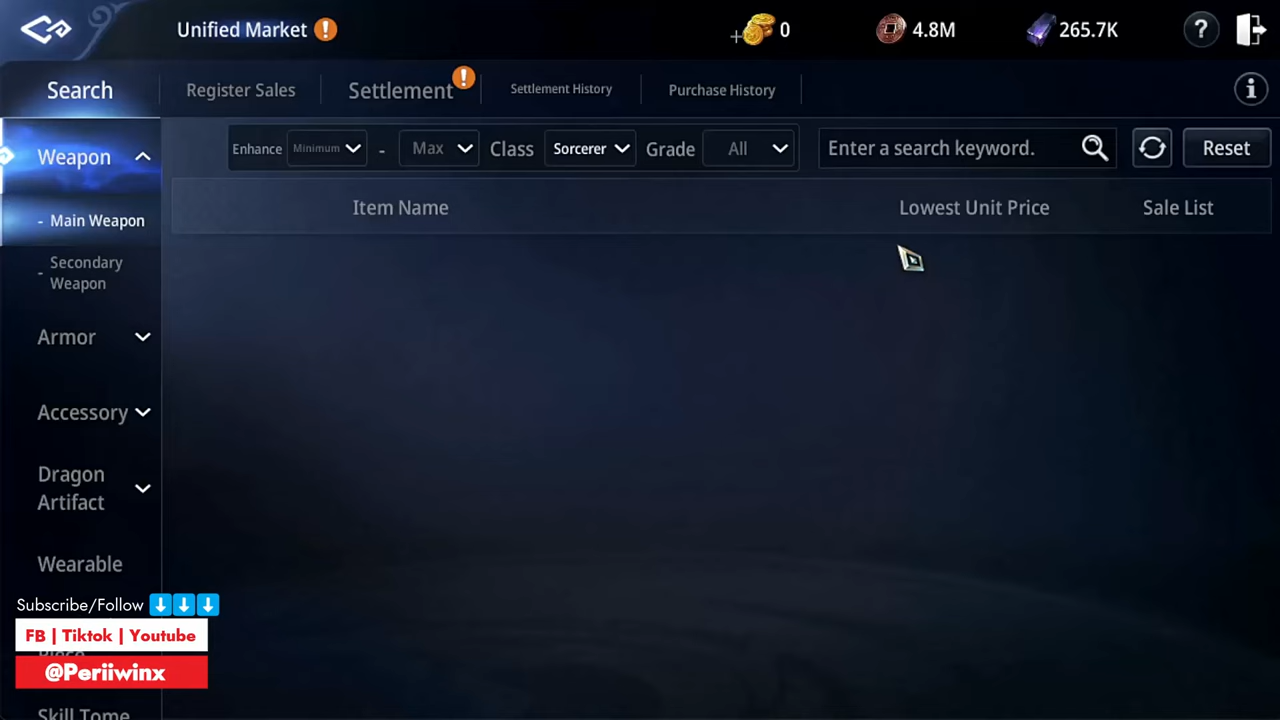 Unified Market !
0
4.8M
265.7K
?
Search
Register Sales
Settlement !
Settlement History
Purchase History
i
Weapon
Enhance
Minimum
-
Max
Class
Sorcerer
Grade
All
Enter a search keyword.
Reset
Item Name
Lowest Unit Price
Sale List
- Main Weapon
- Secondary
Weapon
Armor
Accessory
Dragon
Artifact
Wearable
Subscribe/Follow
FB | Tiktok | Youtube
@Periiwinx
Skill Tome